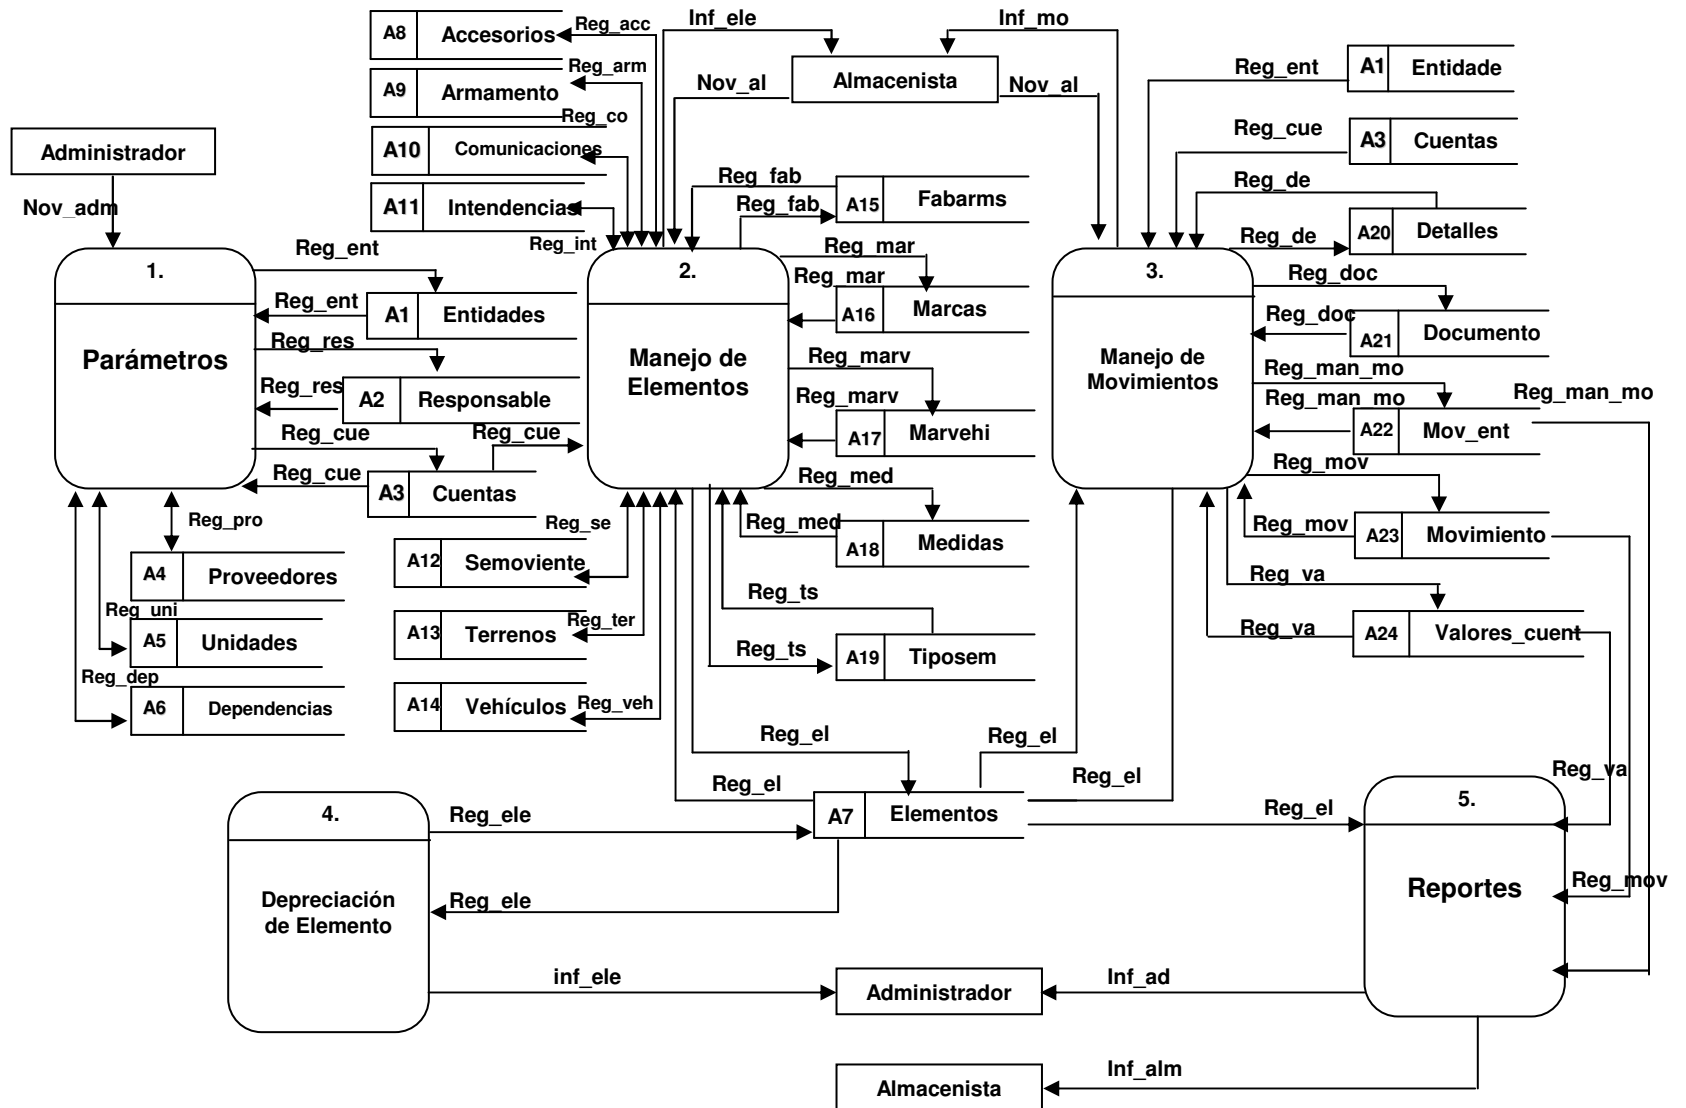 A8 Accesorios
Reg_acc
Inf_ele
Inf_mo
A9 Armamento
Reg_arm
Reg_co
A10 Comunicaciones
A11 Intendencias
Reg_int
Almacenista
Nov_al
Nov_al
Reg_ent
A1 Entidade
Reg_cue
A3 Cuentas
Reg_de
Reg_de
A20 Detalles
Administrador
Nov_adm
1.
Parámetros
Reg_ent
Reg_ent
A1 Entidades
Reg_res
Reg_res
A2 Responsable
Reg_cue
Reg_cue
Reg_cue
A3 Cuentas
Reg_pro
A4 Proveedores
Reg_uni
A5 Unidades
Reg_dep
A6 Dependencias
2.
Manejo de
Elementos
Reg_fab
Reg_fab
A15 Fabarms
Reg_mar
Reg_mar
A16 Marcas
Reg_marv
Reg_marv
A17 Marvehi
Reg_med
Reg_med
A18 Medidas
Reg_ts
Reg_ts
A19 Tiposem
Reg_se
A12 Semoviente
A13 Terrenos
Reg_ter
A14 Vehículos
Reg_veh
3.
Manejo de
Movimientos
Reg_doc
Reg_doc
A21 Documento
Reg_man_mo
Reg_man_mo
Reg_man_mo
A22 Mov_ent
Reg_mov
Reg_mov
A23 Movimiento
Reg_va
Reg_va
A24 Valores_cuent
Reg_el
Reg_el
Reg_el
Reg_el
A7 Elementos
Reg_el
Reg_va
Reg_mov
4.
Depreciación
de Elemento
Reg_ele
Reg_ele
inf_ele
5.
Reportes
Administrador
Inf_ad
Almacenista
Inf_alm